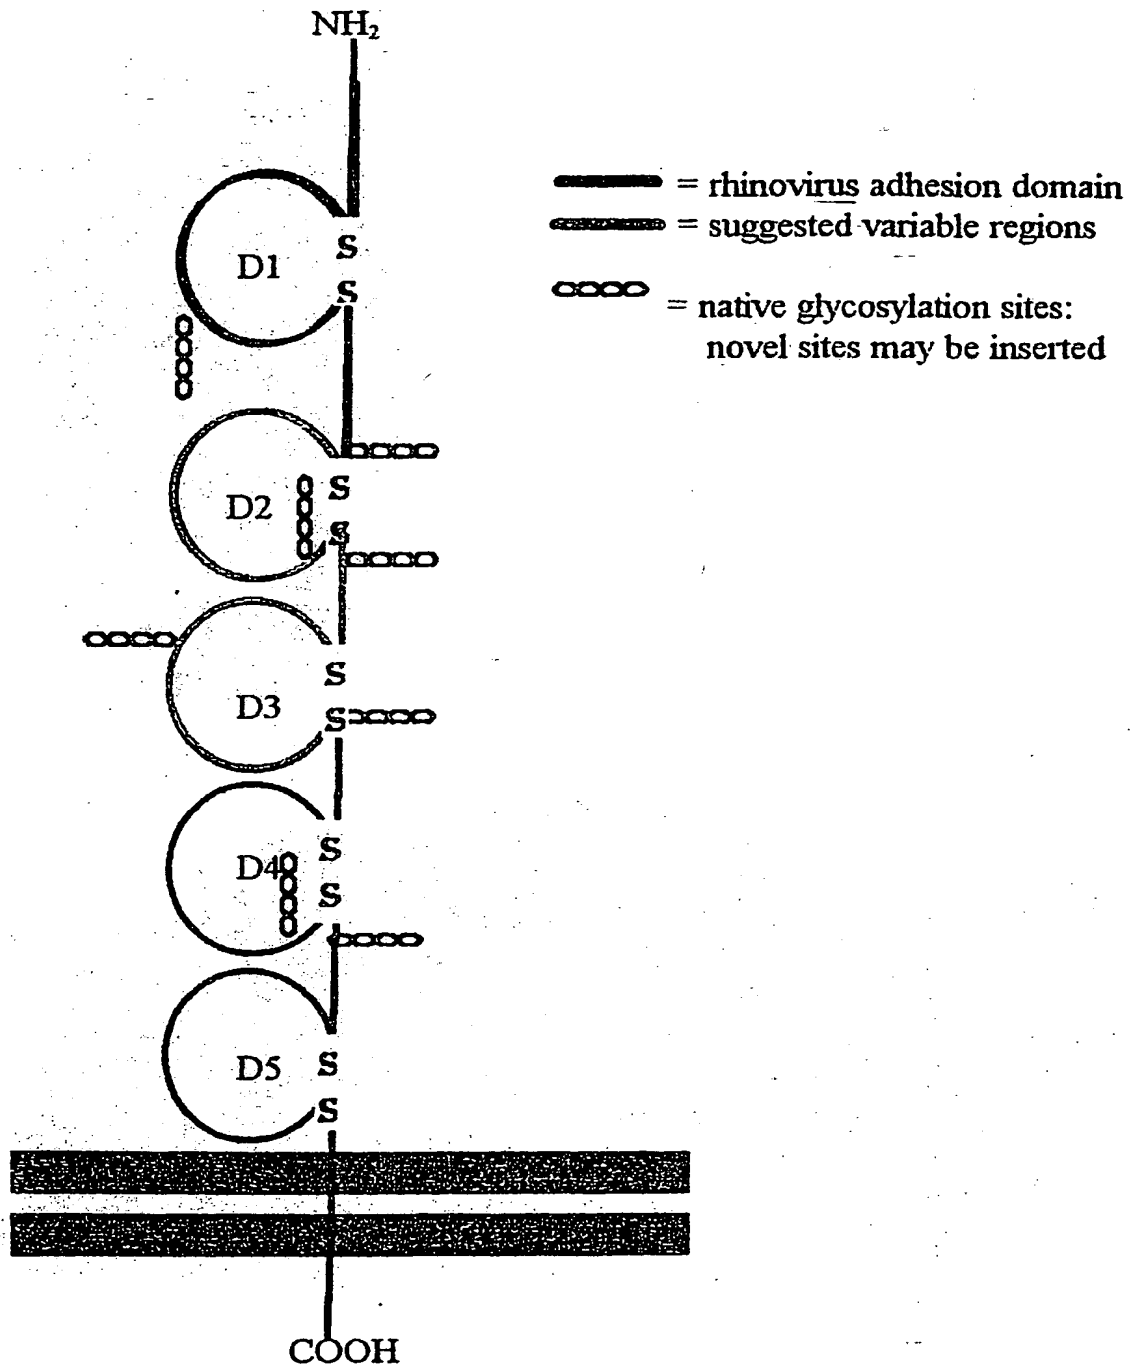 NH₂
= rhinovirus adhesion domain
= suggested variable regions
= native glycosylation sites:
novel sites may be inserted
S
D1
S
S
D2
S
S
D3
S
S
D4
S
S
D5
S
COOH